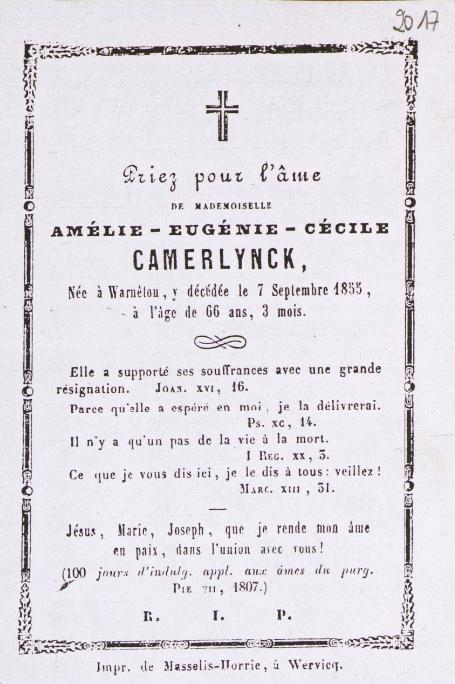 2017
Priez pour l'âme
DE MADEMOISELLE
AMÉLIE - EUGÉNIE - CÉCILE
CAMERLYNCK,
Née à Warnêton, y décédée le 7 Septembre 1855,
à l'âge de 66 ans, 3 mois.
Elle a supporté ses souffrances avec une grande
résignation. JOAN. XVI, 16.
Parce qu'elle a espéré en moi, je la délivrerai.
PS. XC, 14.
Il n'y a qu'un pas de la vie à la mort.
I REG. XX, 3.
Ce que je vous dis ici, je le dis à tous : veillez !
MARC. XIII, 31.
Jésus, Marie, Joseph, que je rende mon âme
en paix, dans l'union avec vous !
(100 jours d'indulg. appl. aux âmes du purg.
PIE VII, 1807.)
R. I. P.
Impr. de Masselis-Horrie, à Wervicq.